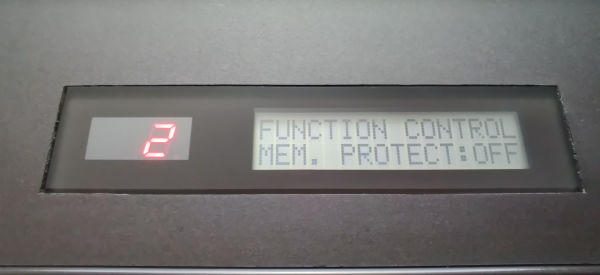 2
FUNCTION CONTROL
MEM. PROTECT:OFF